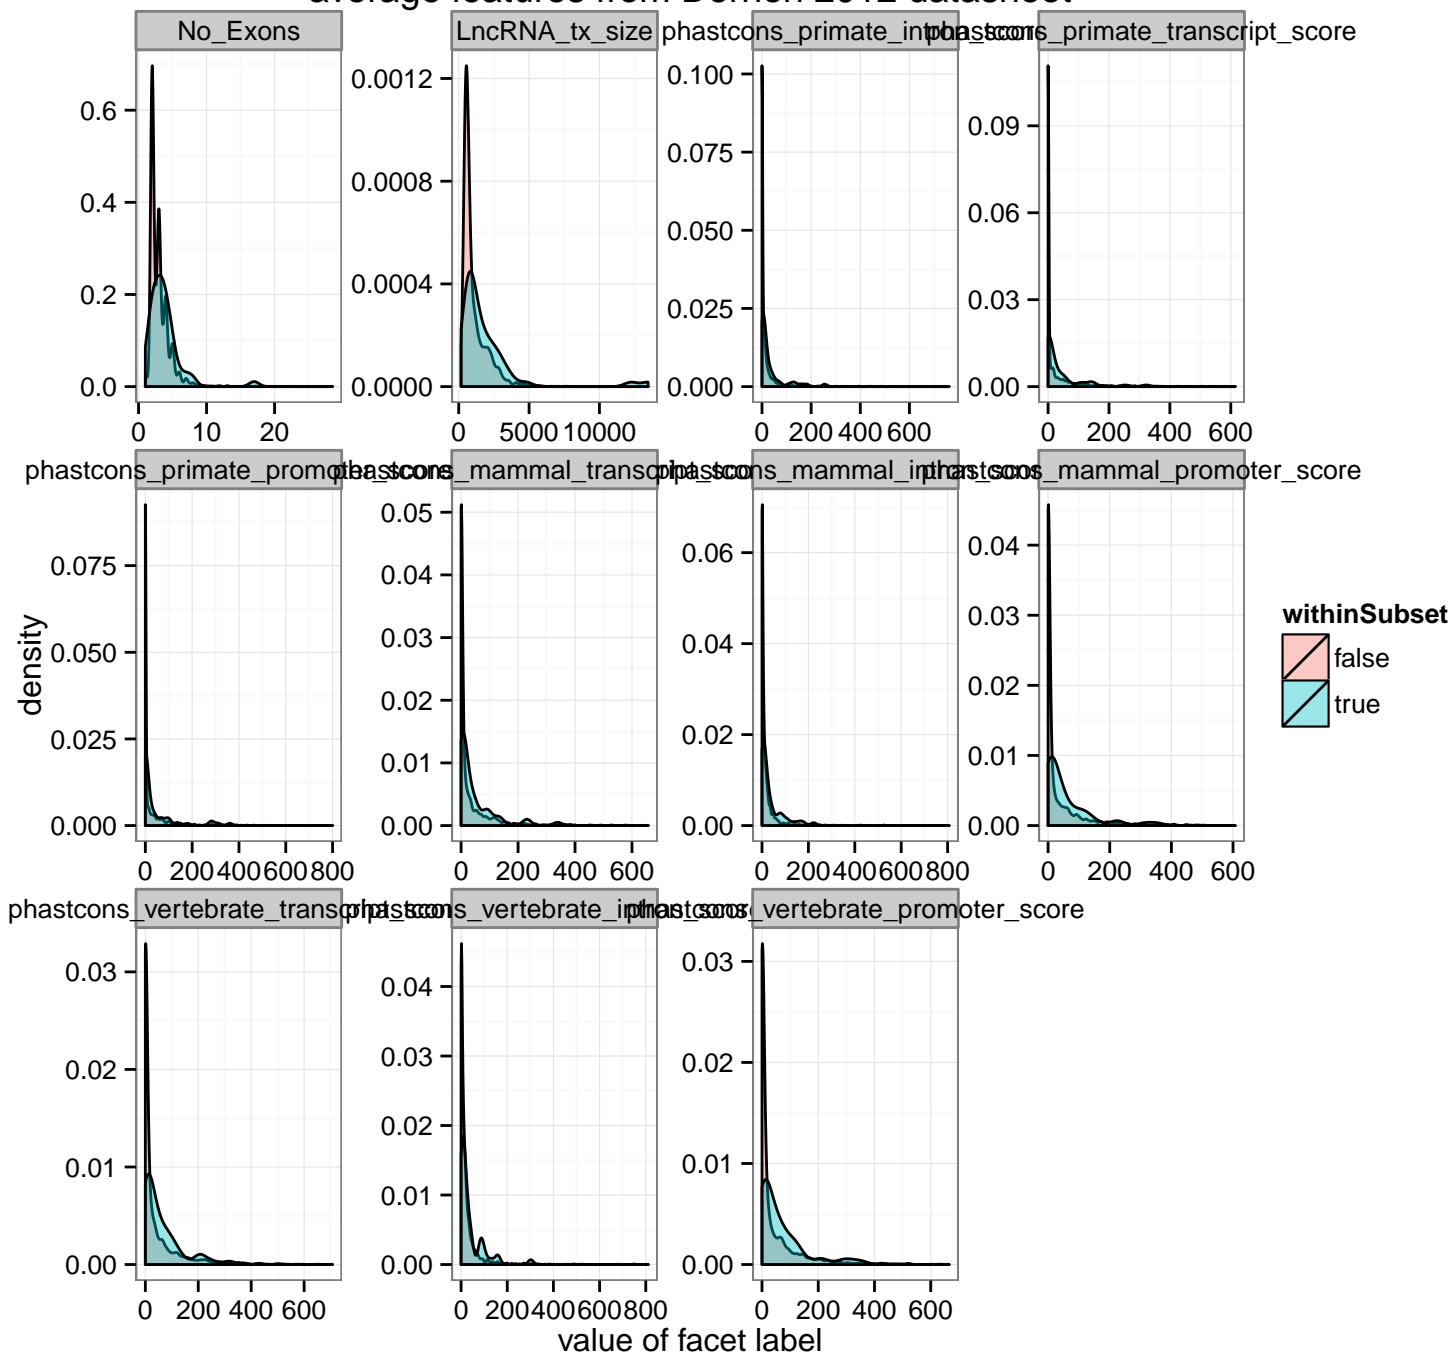 average features from Derrien 2012 datasheet
No_Exons
LncRNA_tx_size
phastcons_primate_intron_score
phastcons_primate_transcript_score
0.6
0.4
0.2
0.0
0.0012
0.0008
0.0004
0.0000
0.100
0.075
0.050
0.025
0.000
0.09
0.06
0.03
0.00
0 10 20
0 5000 10000
0 200 400 600
0 200 400 600
phastcons_primate_promoter_score
phastcons_mammal_transcript_score
phastcons_mammal_intron_score
phastcons_mammal_promoter_score
0.075
0.050
0.025
0.000
0.05
0.04
0.03
0.02
0.01
0.00
0.06
0.04
0.02
0.00
0.04
0.03
0.02
0.01
0.00
0 200 400 600 800
0 200 400 600
0 200 400 600 800
0 200 400 600
phastcons_vertebrate_transcript_score
phastcons_vertebrate_intron_score
phastcons_vertebrate_promoter_score
0.03
0.02
0.01
0.00
0.04
0.03
0.02
0.01
0.00
0.03
0.02
0.01
0.00
0 200 400 600
0 200 400 600 800
0 200 400 600
density
value of facet label
withinSubset
false
true